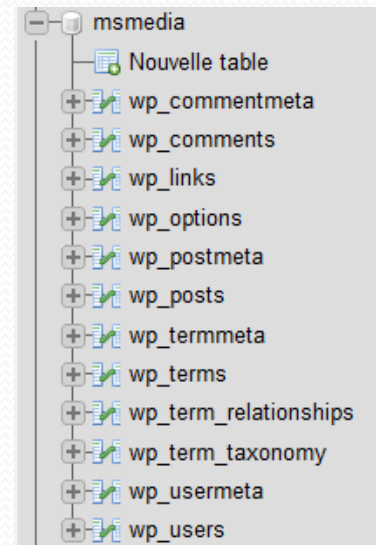 msmedia
Nouvelle table
wp_commentmeta
wp_comments
wp_links
wp_options
wp_postmeta
wp_posts
wp_termmeta
wp_terms
wp_term_relationships
wp_term_taxonomy
wp_usermeta
wp_users